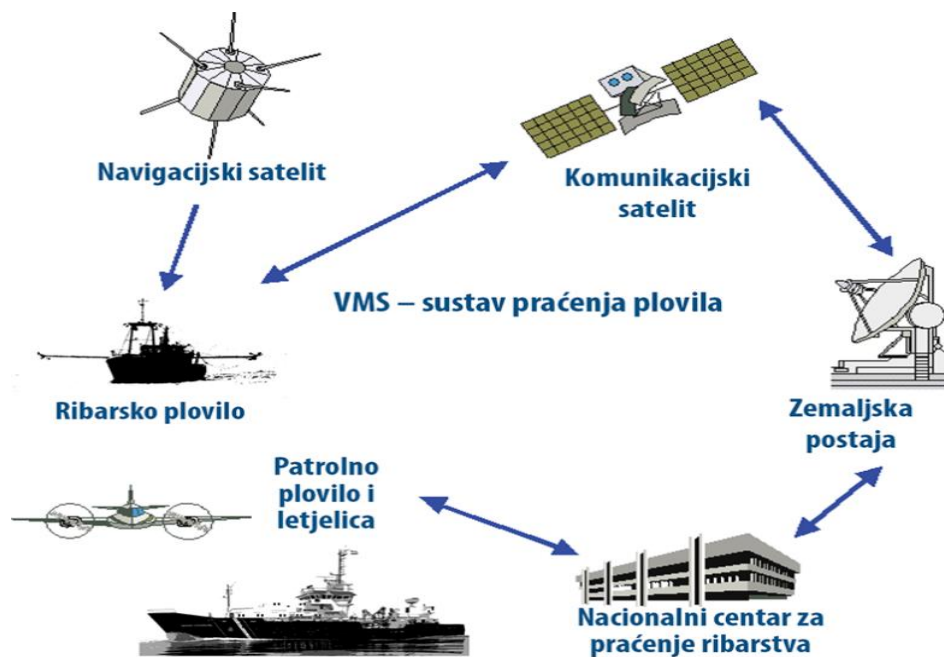 Navigacijski satelit
Komunikacijski
satelit
VMS – sustav praćenja plovila
Ribarsko plovilo
Zemaljska
postaja
Patrolno
plovilo i
letjelica
Nacionalni centar za
praćenje ribarstva